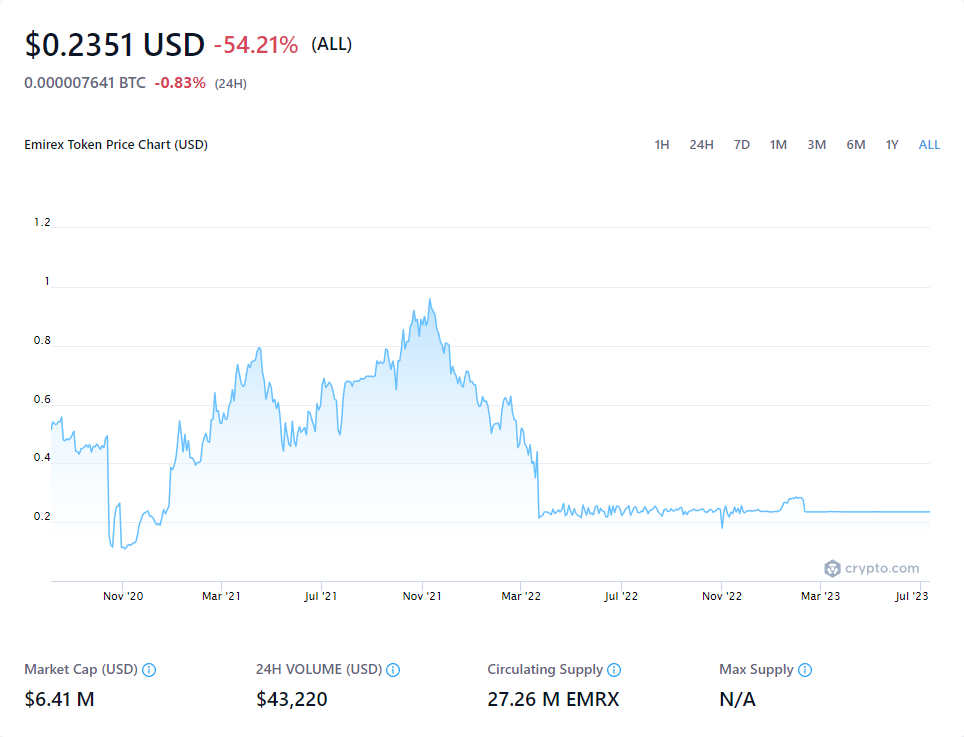 $0.2351 USD -54.21% (ALL)
0.000007641 BTC -0.83% (24H)
Emirex Token Price Chart (USD) 1H 24H 7D 1M 3M 6M 1Y ALL
1.2
1
0.8
0.6
0.4
0.2
crypto.com
Nov '20 Mar '21 Jul '21 Nov '21 Mar '22 Jul '22 Nov '22 Mar '23 Jul '23
Market Cap (USD) 24H VOLUME (USD) Circulating Supply Max Supply
$6.41 M $43,220 27.26 M EMRX N/A